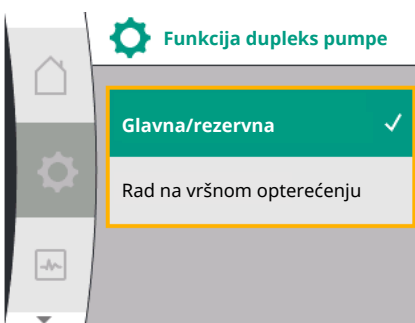 Funkcija dupleks pumpe
Glavna/rezervna
Rad na vršnom opterećenju